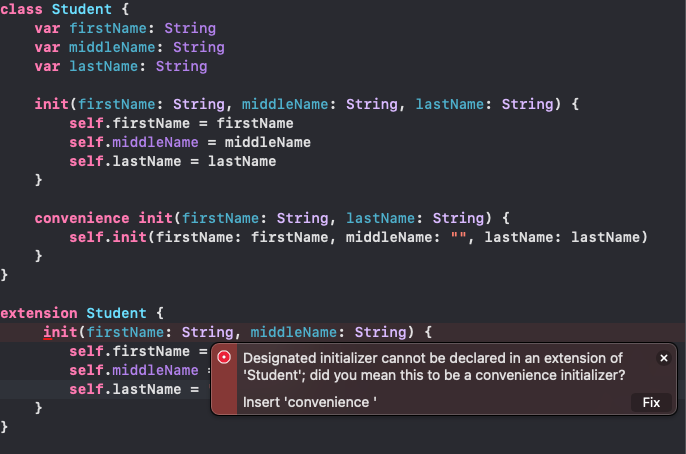 class Student {
var firstName: String
var middleName: String
var lastName: String
init(firstName: String, middleName: String, lastName: String) {
self.firstName = firstName
self.middleName = middleName
self.lastName = lastName
}
convenience init(firstName: String, lastName: String) {
self.init(firstName: firstName, middleName: "", lastName: lastName)
}
}
extension Student {
init(firstName: String, middleName: String) {
self.firstName =
self.middleName
self.lastName =
}
}
Designated initializer cannot be declared in an extension of
'Student'; did you mean this to be a convenience initializer?
Insert 'convenience '
Fix